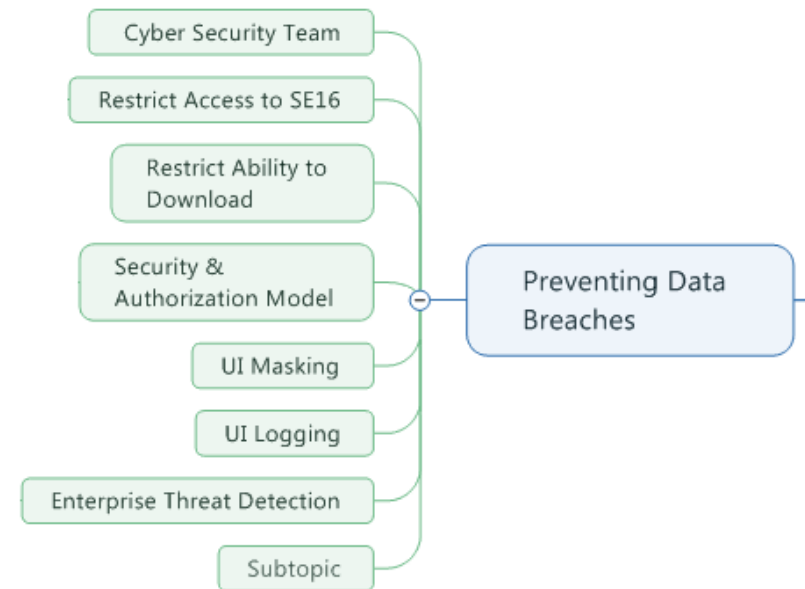 Cyber Security Team
Restrict Access to SE16
Restrict Ability to
Download
Security &
Authorization Model
UI Masking
UI Logging
Enterprise Threat Detection
Subtopic
Preventing Data
Breaches